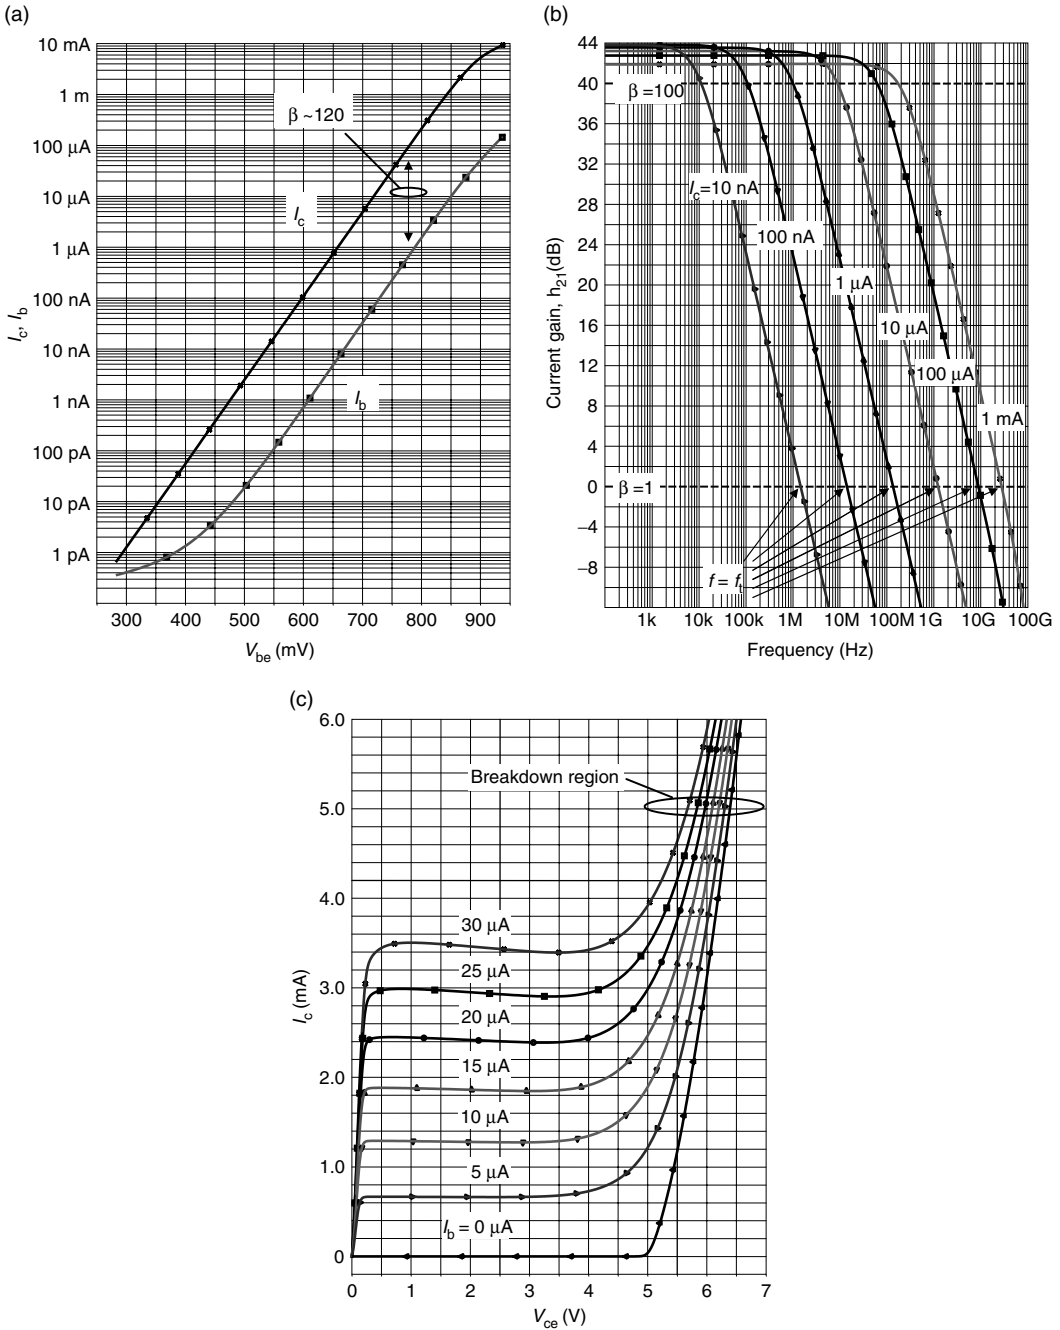 (a)
10 mA
1 m
100 µA
10 µA
1 µA
100 nA
10 nA
1 nA
100 pA
10 pA
1 pA
I_c, I_b
β ~120
I_c
I_b
300 400 500 600 700 800 900
V_be (mV)
(b)
44
40
36
32
28
24
20
16
12
8
4
0
−4
−8
Current gain, h_21(dB)
β =100
I_c=10 nA
100 nA
1 µA
10 µA
100 µA
1 mA
β =1
f = f_t
1k 10k 100k 1M 10M 100M 1G 10G 100G
Frequency (Hz)
(c)
6.0
5.0
4.0
3.0
2.0
1.0
0
I_c (mA)
Breakdown region
30 µA
25 µA
20 µA
15 µA
10 µA
5 µA
I_b = 0 µA
0 1 2 3 4 5 6 7
V_ce (V)